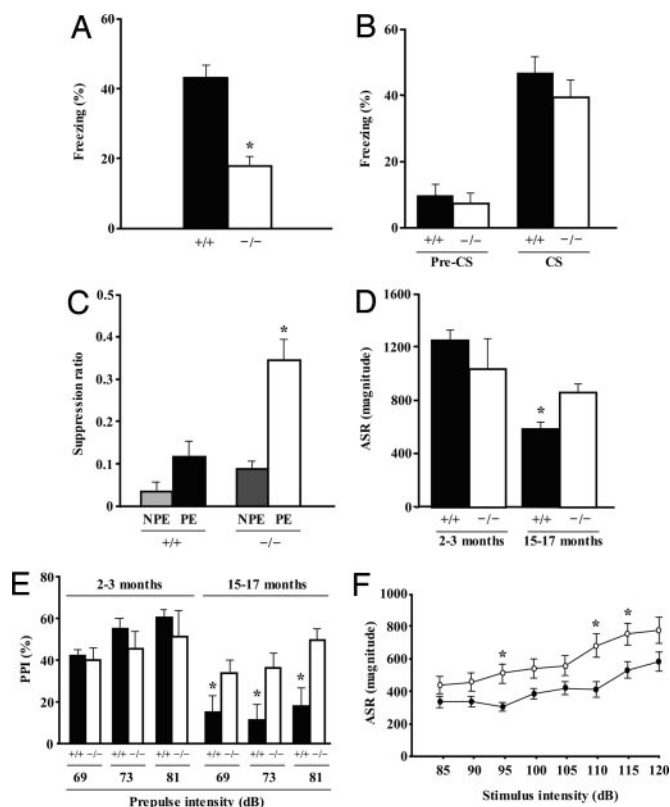 A
60
40
20
0
Freezing (%)
*
+/+ −/−
B
60
40
20
0
Freezing (%)
+/+ −/− +/+ −/−
Pre-CS CS
C
0.5
0.4
0.3
0.2
0.1
0
Suppression ratio
*
NPE PE NPE PE
+/+ −/−
D
1600
1200
800
400
0
ASR (magnitude)
*
+/+ −/− +/+ −/−
2-3 months 15-17 months
E
2-3 months 15-17 months
80
60
40
20
0
PPI (%)
* * *
+/+ −/− +/+ −/− +/+ −/− +/+ −/− +/+ −/− +/+ −/−
69 73 81 69 73 81
Prepulse intensity (dB)
F
1000
800
600
400
200
0
ASR (magnitude)
* * *
85 90 95 100 105 110 115 120
Stimulus intensity (dB)